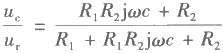 u_c / u_r = (R_1R_2jωc + R_2) / (R_1 + R_1R_2jωc + R_2)